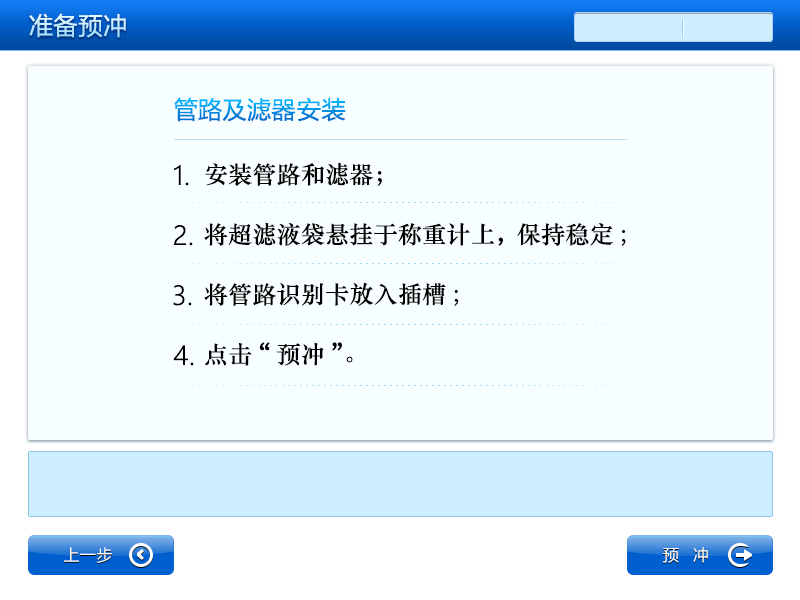 准备预冲
管路及滤器安装
1. 安装管路和滤器；
2. 将超滤液袋悬挂于称重计上，保持稳定；
3. 将管路识别卡放入插槽；
4. 点击“预冲”。
上一步
预 冲